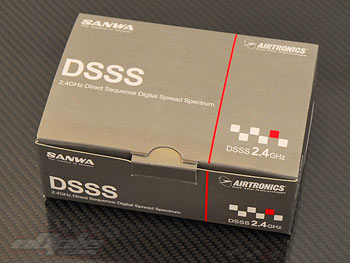 SANWA
AIRTRONICS
DSSS
2.4GHz Direct Sequence Digital Spread Spectrum
DSSS 2.4GHz
SANWA
AIRTRONICS
DSSS
2.4GHz Direct Sequence Digital Spread Spectrum
DSSS 2.4GHz